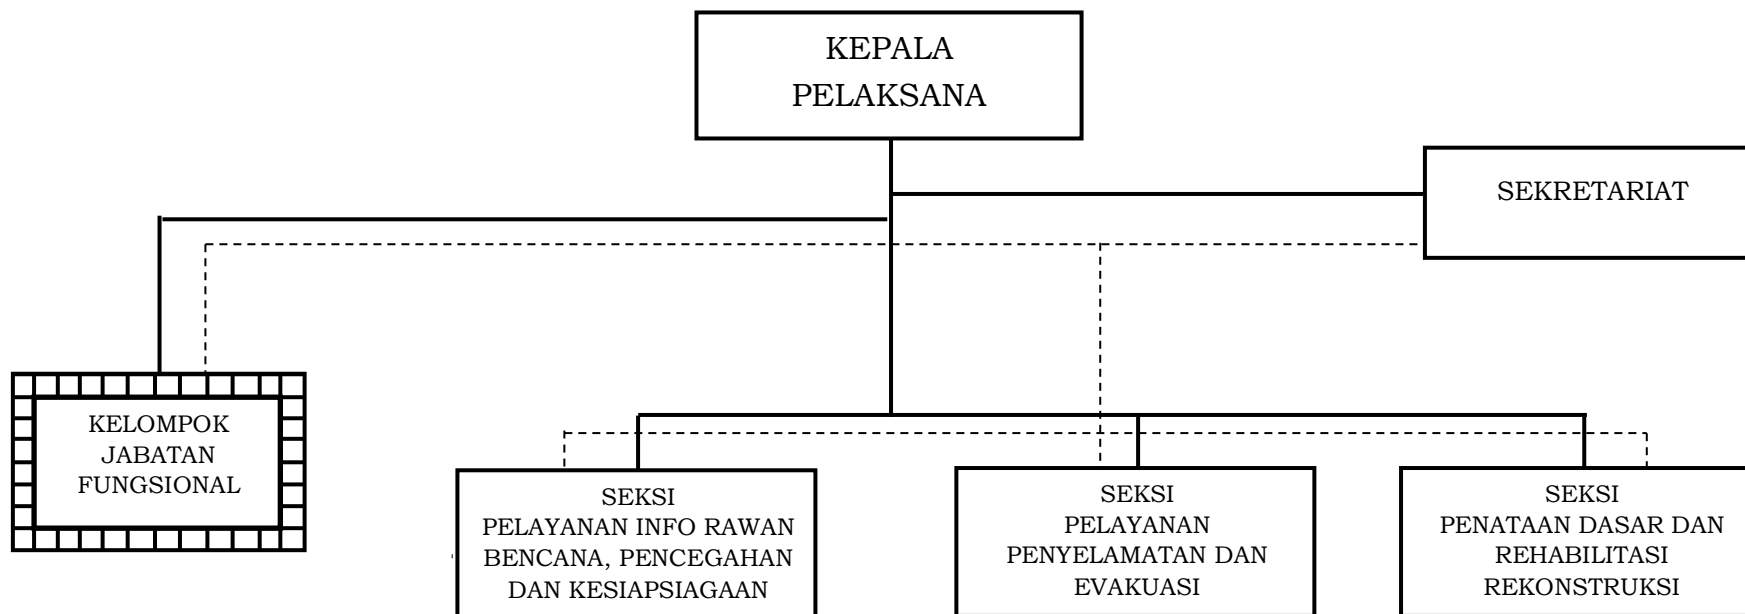 KEPALA
PELAKSANA
SEKRETARIAT
KELOMPOK
JABATAN
FUNGSIONAL
SEKSI
PELAYANAN INFO RAWAN
BENCANA, PENCEGAHAN
DAN KESIAPSIAGAAN
SEKSI
PELAYANAN
PENYELAMATAN DAN
EVAKUASI
SEKSI
PENATAAN DASAR DAN
REHABILITASI
REKONSTRUKSI